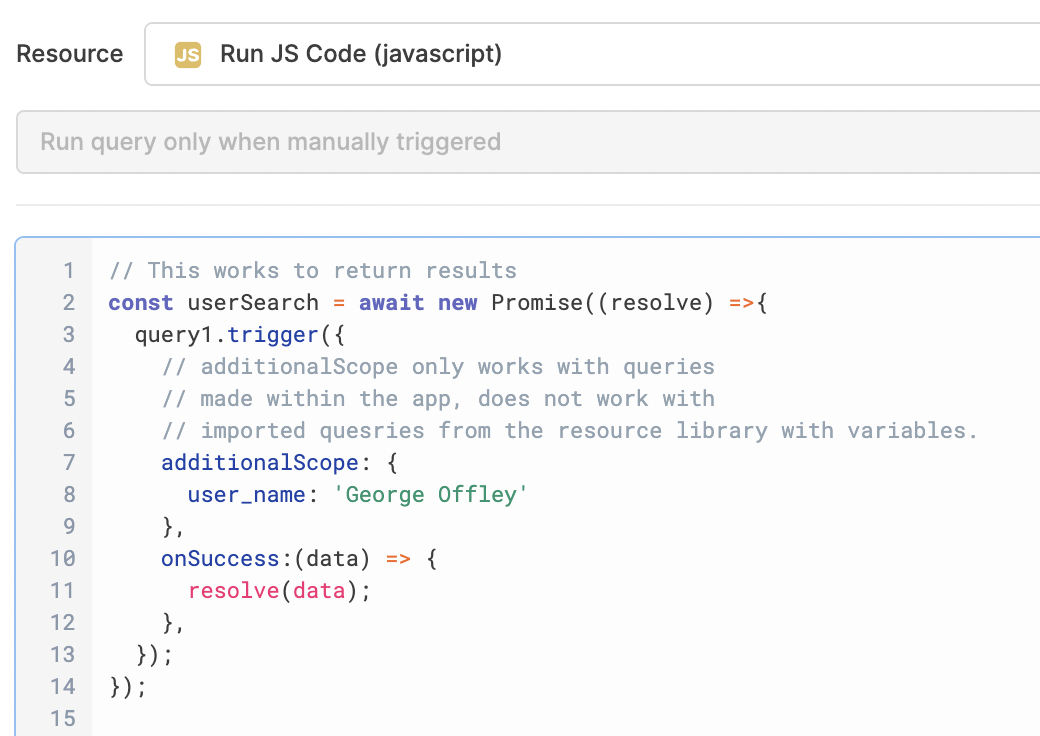 Resource JS Run JS Code (javascript)
Run query only when manually triggered
1 // This works to return results
2 const userSearch = await new Promise((resolve) =>{
3   query1.trigger({
4     // additionalScope only works with queries
5     // made within the app, does not work with
6     // imported quesries from the resource library with variables.
7     additionalScope: {
8       user_name: 'George Offley'
9     },
10     onSuccess:(data) => {
11       resolve(data);
12     },
13   });
14 });
15